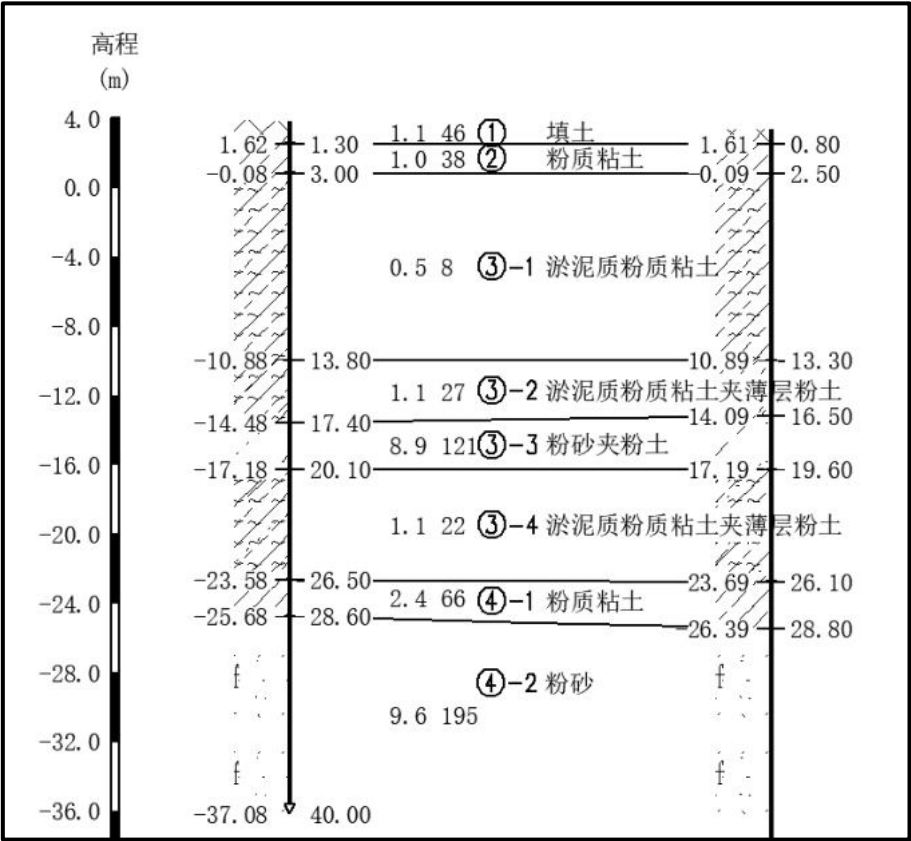 高程
(m)
4.0
1.1 46 ① 填土
1.62 1.30 1.61 0.80
1.0 38 ② 粉质粘土
-0.08 3.00 -0.09 2.50
0.0
-4.0
0.5 8 ③-1 淤泥质粉质粘土
-8.0
-10.88 13.80 -10.89 13.30
-12.0
1.1 27 ③-2 淤泥质粉质粘土夹薄层粉土
-14.48 17.40 -14.09 16.50
8.9 121 ③-3 粉砂夹粉土
-16.0
-17.18 20.10 -17.19 19.60
1.1 22 ③-4 淤泥质粉质粘土夹薄层粉土
-20.0
-23.58 26.50 -23.69 26.10
-24.0
2.4 66 ④-1 粉质粘土
-25.68 28.60 -26.39 28.80
-28.0
f ④-2 粉砂 f
9.6 195
-32.0
f f
-36.0
-37.08 40.00